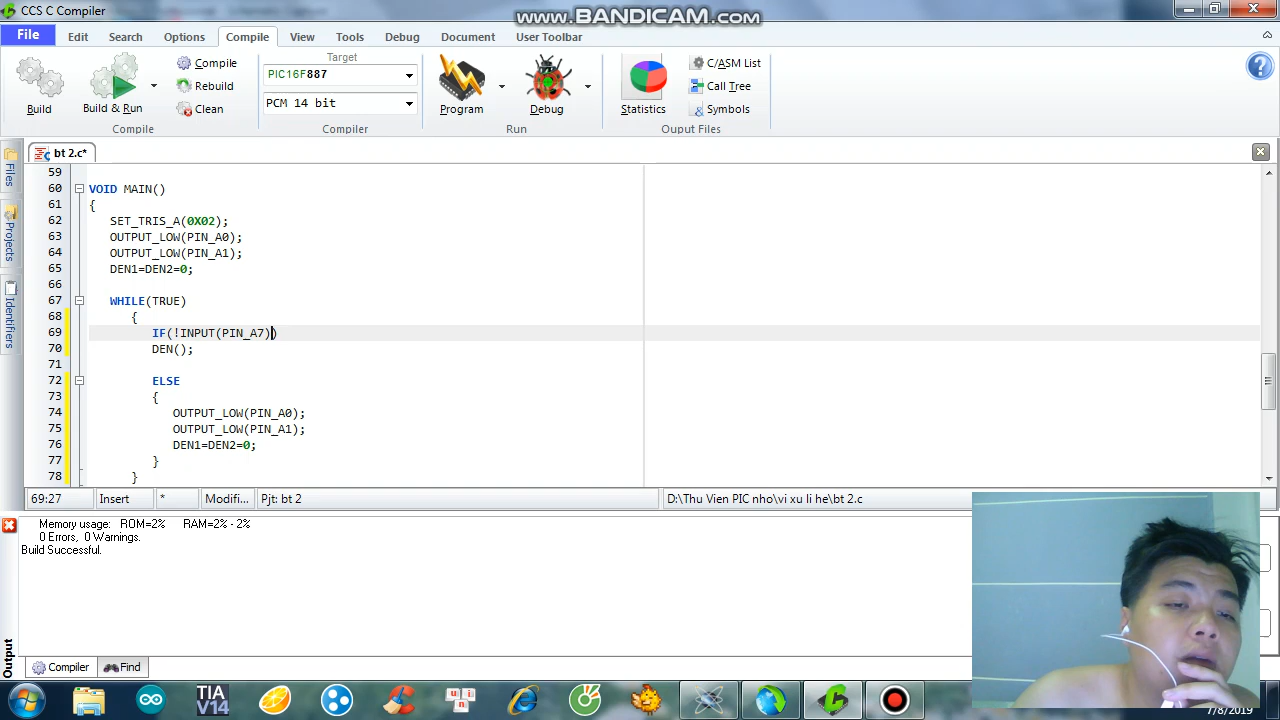 CCS C Compiler
www.BANDICAM.com
File Edit Search Options Compile View Tools Debug Document User Toolbar
Build
Build & Run
Compile
Rebuild
Clean
Compile
Target
PIC16F887
PCM 14 bit
Compiler
Program
Debug
Run
Statistics
C/ASM List
Call Tree
Symbols
Ouput Files
Files
Projects
Identifiers
bt 2.c*
59
60 VOID MAIN()
61 {
62 SET_TRIS_A(0X02);
63 OUTPUT_LOW(PIN_A0);
64 OUTPUT_LOW(PIN_A1);
65 DEN1=DEN2=0;
66
67 WHILE(TRUE)
68 {
69 IF(!INPUT(PIN_A7))
70 DEN();
71
72 ELSE
73 {
74 OUTPUT_LOW(PIN_A0);
75 OUTPUT_LOW(PIN_A1);
76 DEN1=DEN2=0;
77 }
78 }
69:27 Insert * Modifi... Pjt: bt 2 D:\Thu Vien PIC nho\vi xu li he\bt 2.c
Memory usage: ROM=2% RAM=2% - 2%
0 Errors, 0 Warnings.
Build Successful.
Output
Compiler Find
TIA
V14
uni
7/8/2019